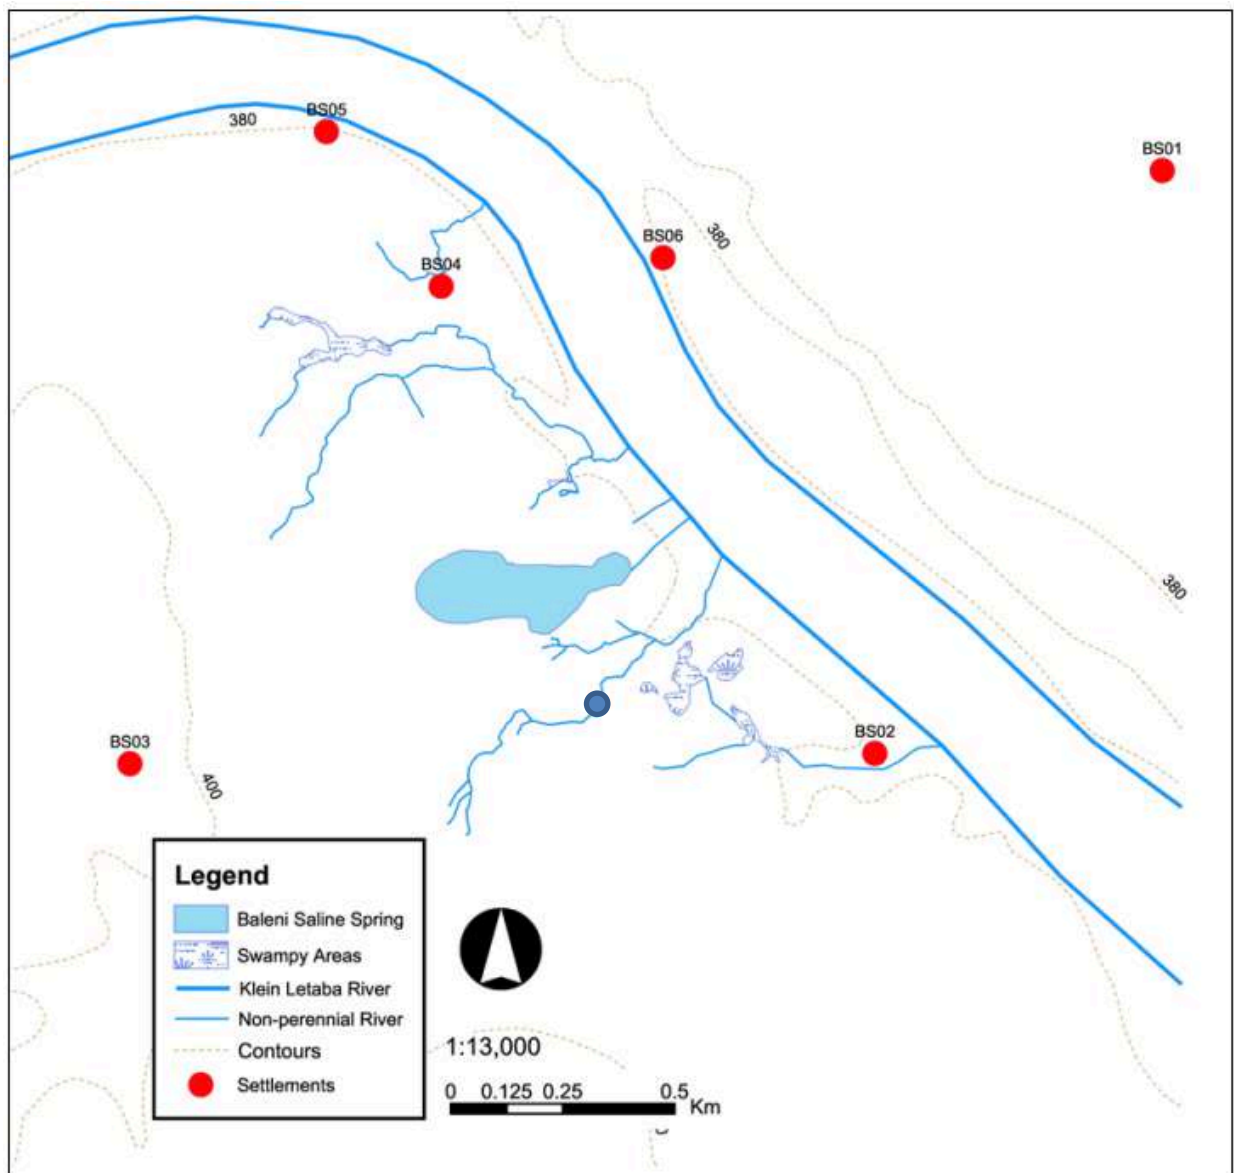 BS05
380
BS01
BS06
380
BS04
380
BS02
BS03
400
Legend
Baleni Saline Spring
Swampy Areas
Klein Letaba River
Non-perennial River
Contours
Settlements
1:13,000
0 0.125 0.25 0.5
Km